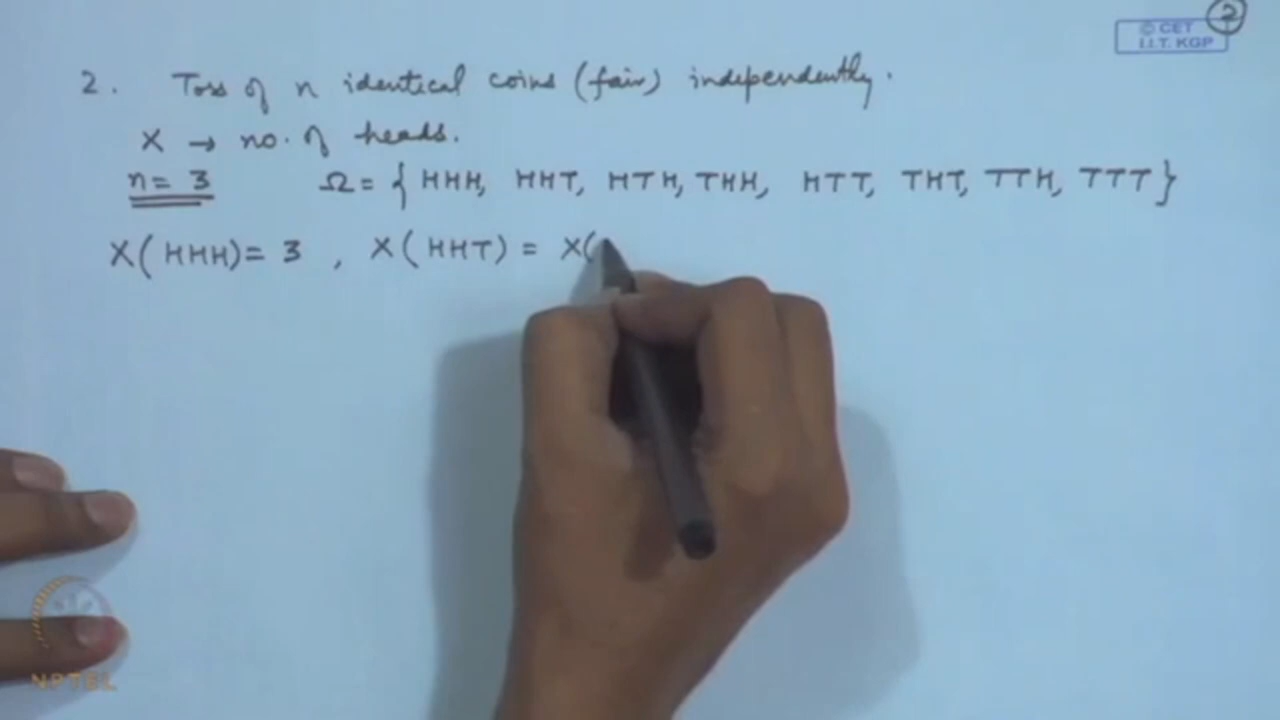 ②
© CET
I.I.T. KGP
2. Toss of n identical coins (fair) independently.
X → no. of heads.
n = 3 Ω = { HHH, HHT, HTH, THH, HTT, THT, TTH, TTT }
X( HHH) = 3 , X( HHT) = X(
NPTEL